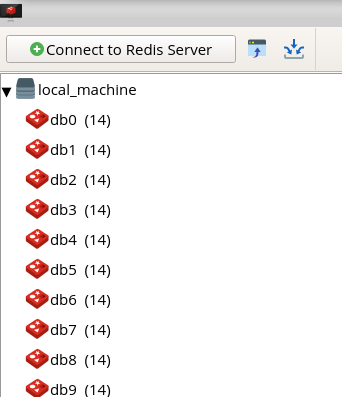 Connect to Redis Server
local_machine
db0 (14)
db1 (14)
db2 (14)
db3 (14)
db4 (14)
db5 (14)
db6 (14)
db7 (14)
db8 (14)
db9 (14)